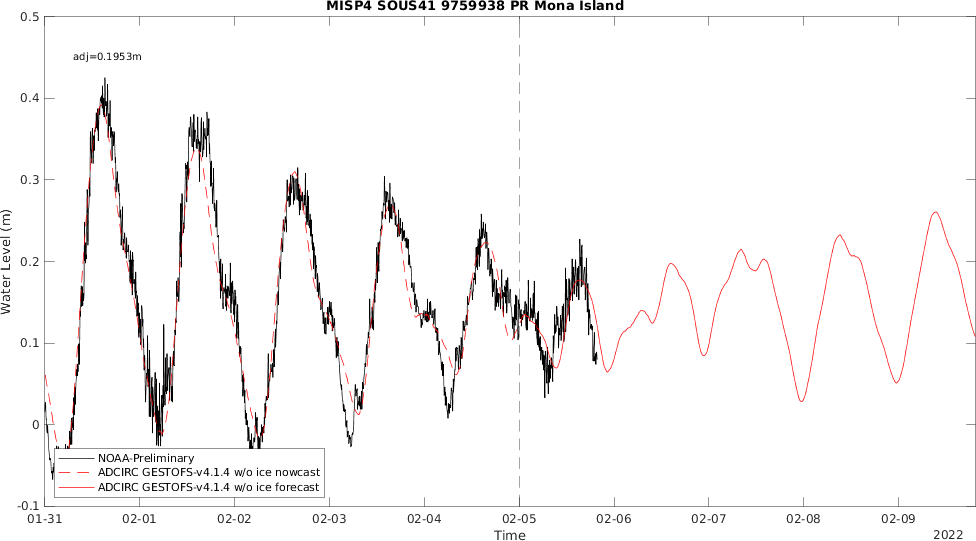 MISP4 SOUS41 9759938 PR Mona Island
adj=0.1953m
0.5
0.4
0.3
0.2
0.1
0
-0.1
Water Level (m)
NOAA-Preliminary
ADCIRC GESTOFS-v4.1.4 w/o ice nowcast
ADCIRC GESTOFS-v4.1.4 w/o ice forecast
01-31 02-01 02-02 02-03 02-04 02-05 02-06 02-07 02-08 02-09
Time
2022